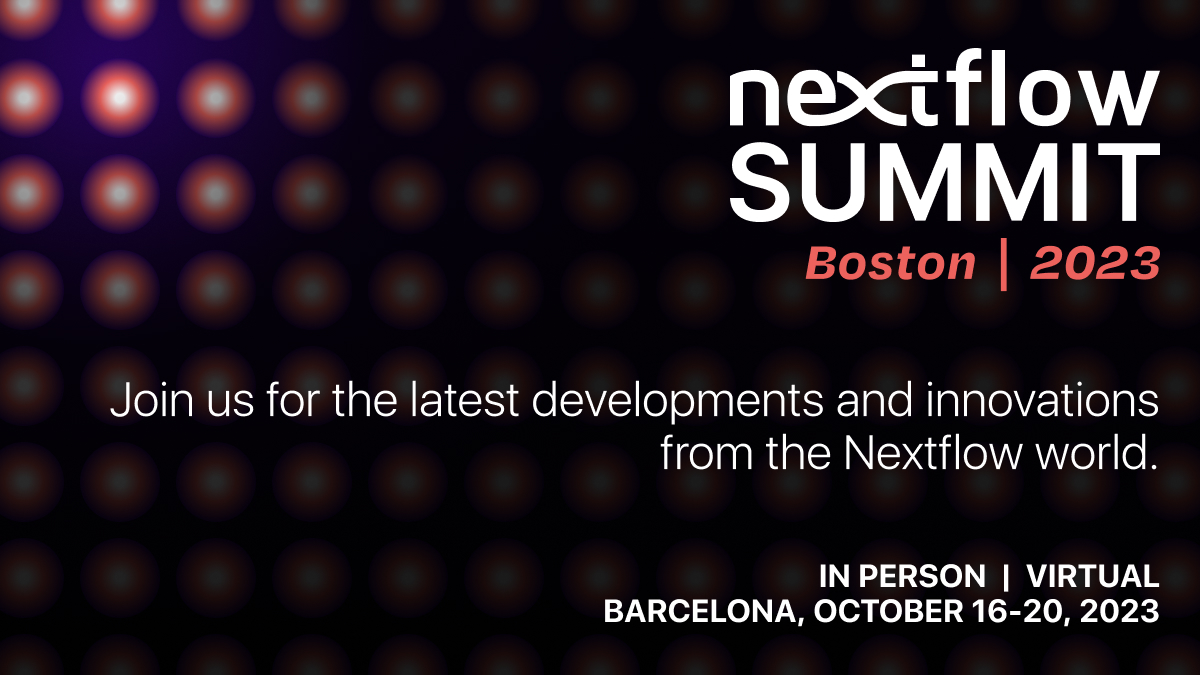 nextflow
SUMMIT
Boston | 2023
Join us for the latest developments and innovations
from the Nextflow world.
IN PERSON | VIRTUAL
BARCELONA, OCTOBER 16-20, 2023